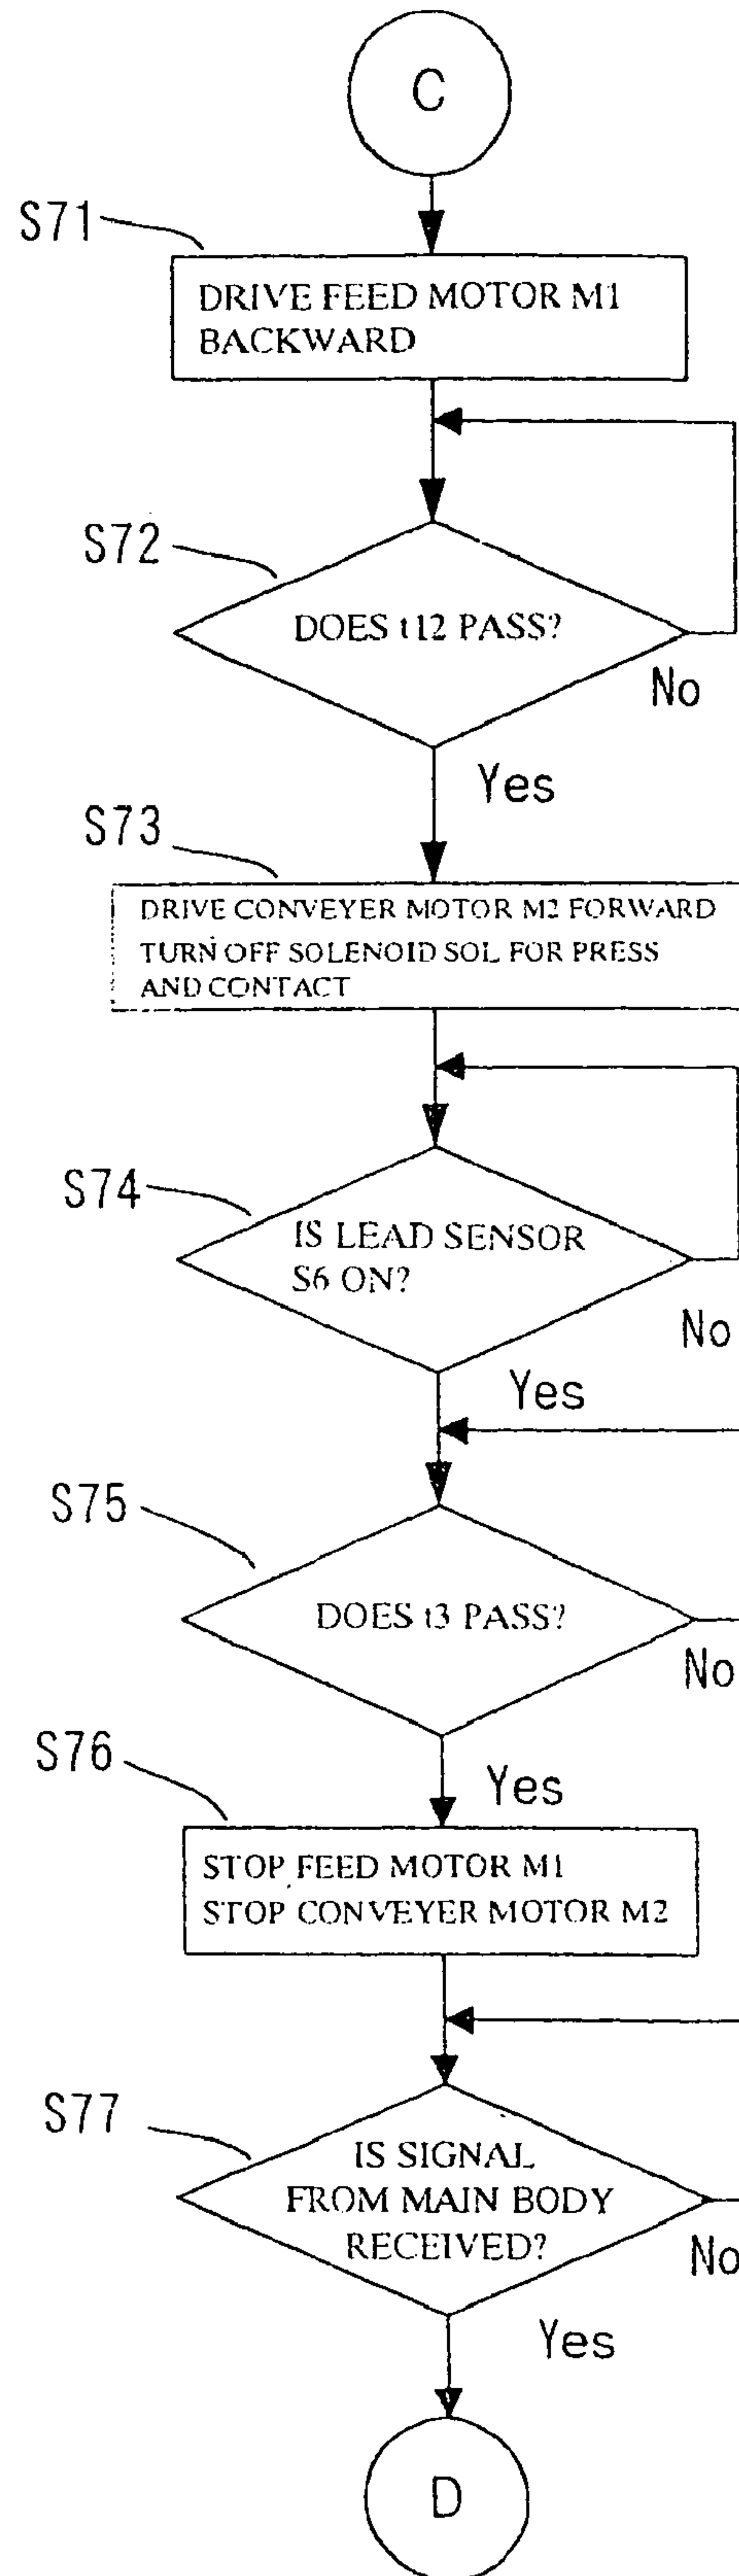 C
S71
DRIVE FEED MOTOR M1
BACKWARD
S72
DOES t12 PASS?
No
Yes
S73
DRIVE CONVEYER MOTOR M2 FORWARD
TURN OFF SOLENOID SOL FOR PRESS
AND CONTACT
S74
IS LEAD SENSOR
S6 ON?
No
Yes
S75
DOES t3 PASS?
No
Yes
S76
STOP FEED MOTOR M1
STOP CONVEYER MOTOR M2
S77
IS SIGNAL
FROM MAIN BODY
RECEIVED?
No
Yes
D